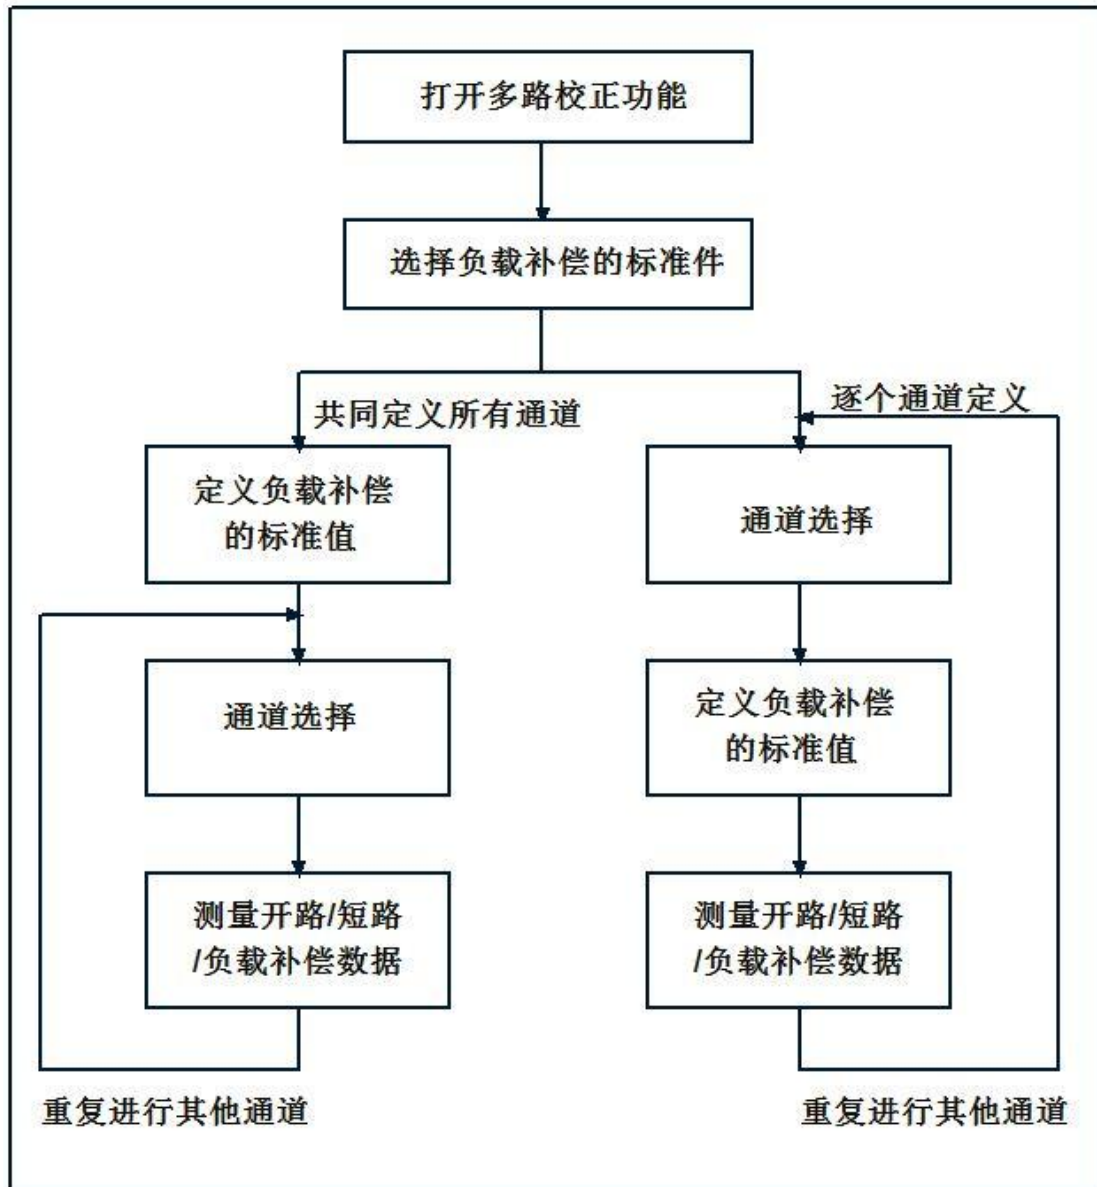 打开多路校正功能
选择负载补偿的标准件
共同定义所有通道
逐个通道定义
定义负载补偿
的标准值
通道选择
测量开路/短路
/负载补偿数据
重复进行其他通道
通道选择
定义负载补偿
的标准值
测量开路/短路
/负载补偿数据
重复进行其他通道